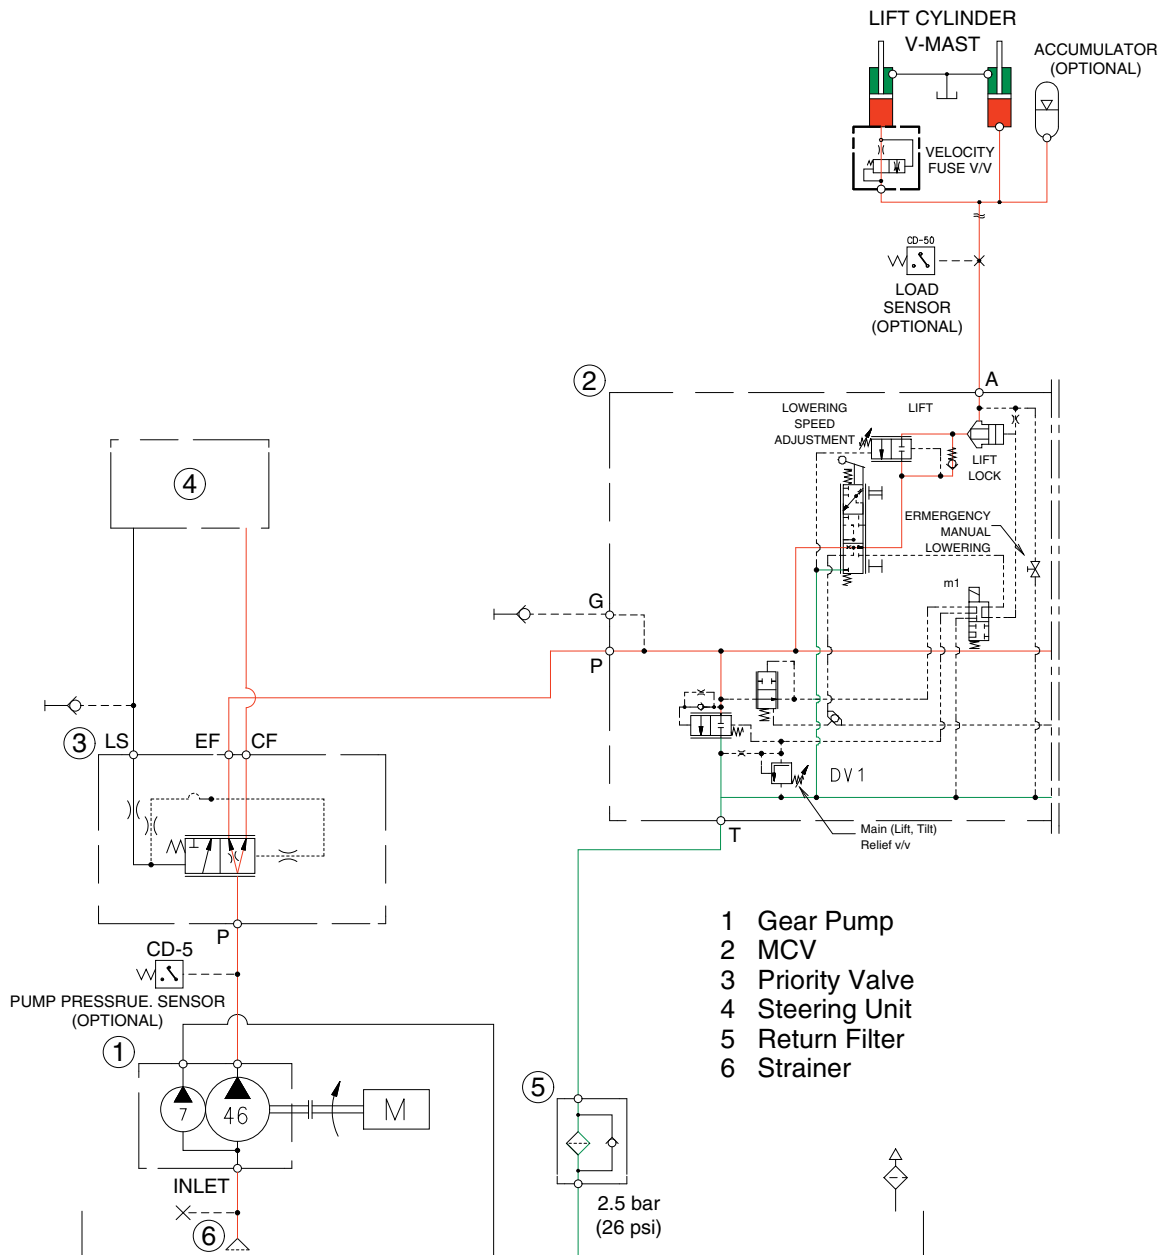 LIFT CYLINDER
V-MAST
ACCUMULATOR
(OPTIONAL)
VELOCITY
FUSE V/V
CD-50
LOAD
SENSOR
(OPTIONAL)
2
A
LOWERING
SPEED
ADJUSTMENT
LIFT
LIFT
LOCK
ERMERGENCY
MANUAL
LOWERING
m1
4
G
P
3
LS
EF
CF
DV1
T
Main (Lift, Tilt)
Relief v/v
P
CD-5
PUMP PRESSRUE. SENSOR
(OPTIONAL)
1
7
46
M
INLET
6
5
2.5 bar
(26 psi)
1 Gear Pump
2 MCV
3 Priority Valve
4 Steering Unit
5 Return Filter
6 Strainer